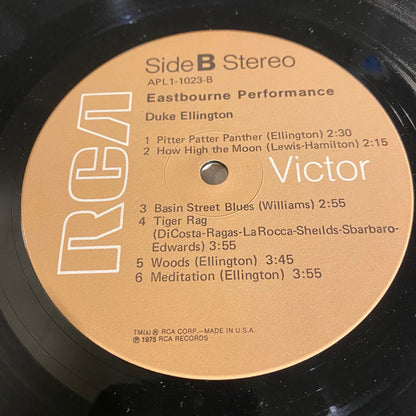 RCA
Side B Stereo
APL1-1023-B
Eastbourne Performance
Duke Ellington
1 Pitter Patter Panther (Ellington) 2:30
2 How High the Moon (Lewis-Hamilton) 2:15
Victor
3 Basin Street Blues (Williams) 2:55
4 Tiger Rag
(DiCosta-Ragas-LaRocca-Sheilds-Sbarbaro-
Edwards) 3:55
5 Woods (Ellington) 3:45
6 Meditation (Ellington) 3:55
TM(s) ® RCA CORP.—MADE IN U.S.A.
℗ 1975 RCA RECORDS